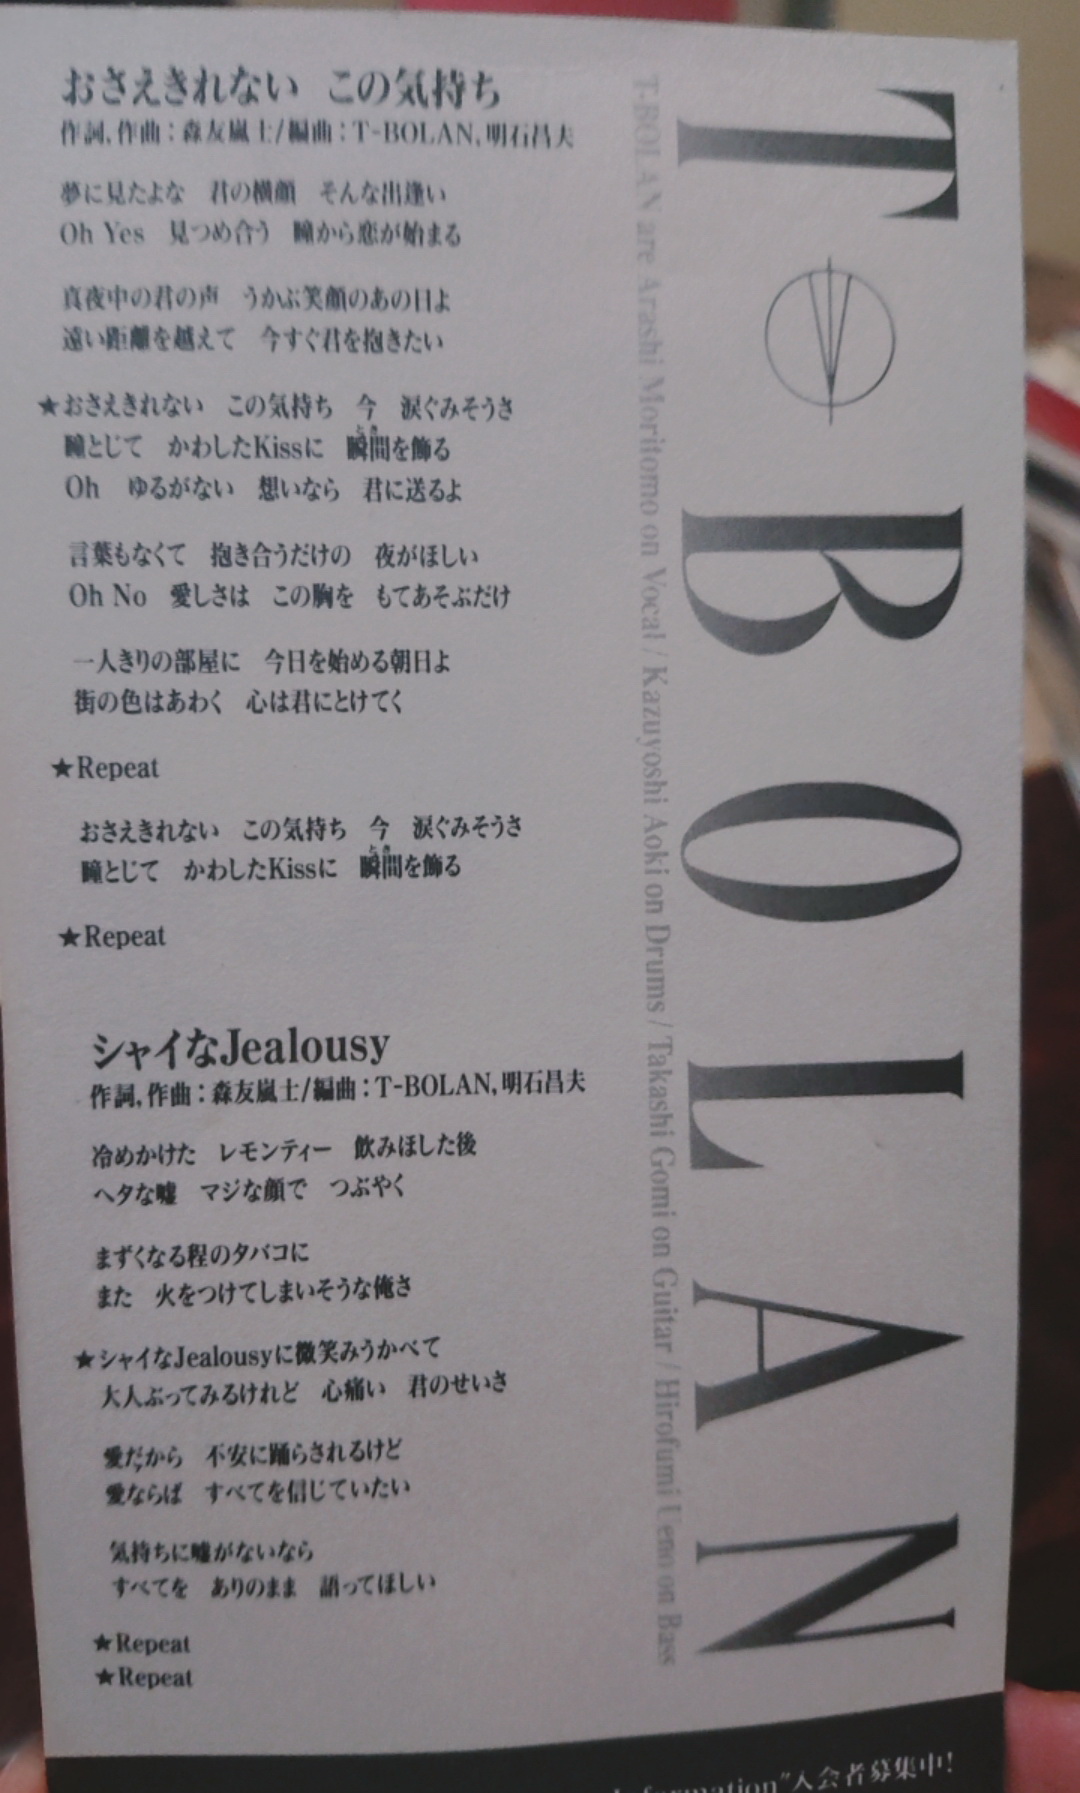 おさえきれない この気持ち
作詞,作曲：森友嵐士/編曲：T-BOLAN,明石昌夫
夢に見たよな 君の横顔 そんな出逢い
Oh Yes 見つめ合う 瞳から恋が始まる
真夜中の君の声 うかぶ笑顔のあの日よ
遠い距離を越えて 今すぐ君を抱きたい
★おさえきれない この気持ち 今 涙ぐみそうさ
瞳とじて かわしたKissに 瞬間を飾る
とき
Oh ゆるがない 想いなら 君に送るよ
言葉もなくて 抱き合うだけの 夜がほしい
Oh No 愛しさは この胸を もてあそぶだけ
一人きりの部屋に 今日を始める朝日よ
街の色はあわく 心は君にとけてく
★Repeat
おさえきれない この気持ち 今 涙ぐみそうさ
瞳とじて かわしたKissに 瞬間を飾る
とき
★Repeat
シャイなJealousy
作詞,作曲：森友嵐士/編曲：T-BOLAN,明石昌夫
冷めかけた レモンティー 飲みほした後
ヘタな嘘 マジな顔で つぶやく
まずくなる程のタバコに
また 火をつけてしまいそうな俺さ
★シャイなJealousyに微笑みうかべて
大人ぶってみるけれど 心痛い 君のせいさ
愛だから 不安に踊らされるけど
愛ならば すべてを信じていたい
気持ちに嘘がないなら
すべてを ありのまま 語ってほしい
★Repeat
★Repeat
T-BOLAN are Arashi Moritomo on Vocal / Kazuyoshi Aoki on Drums / Takashi Gomi on Guitar / Hirofumi Ueno on Bass
T-BOLAN
formation"入会者募集中!